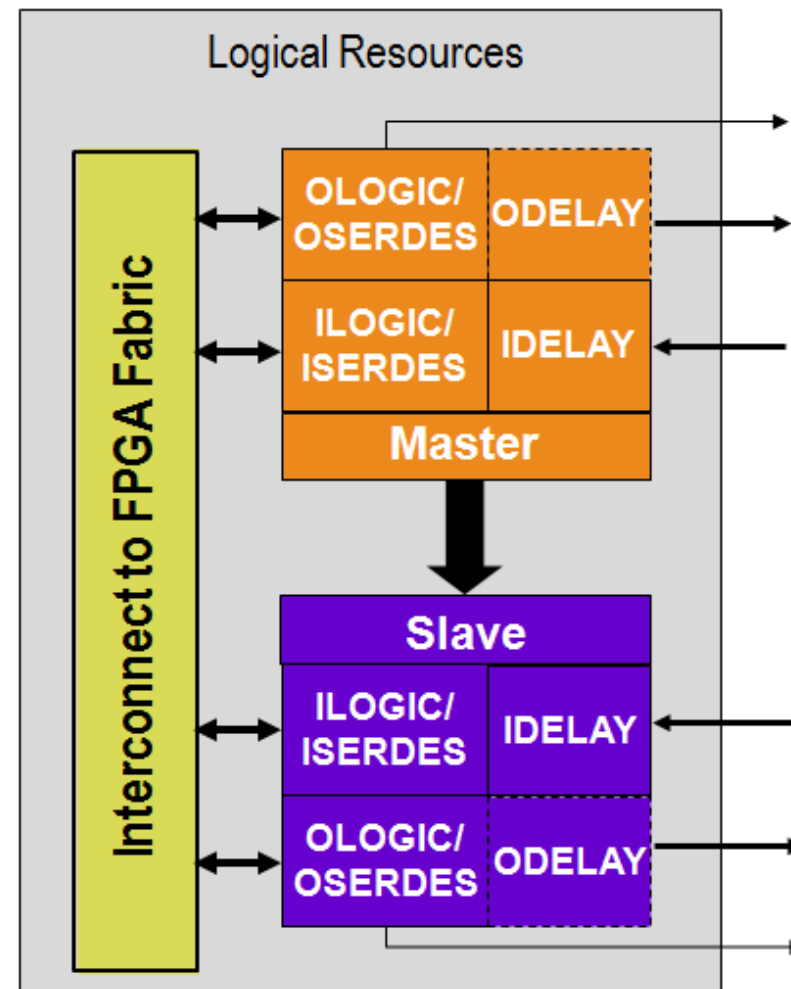 Logical Resources
Interconnect to FPGA Fabric
OLOGIC/
OSERDES
ODELAY
ILOGIC/
ISERDES
IDELAY
Master
Slave
ILOGIC/
ISERDES
IDELAY
OLOGIC/
OSERDES
ODELAY